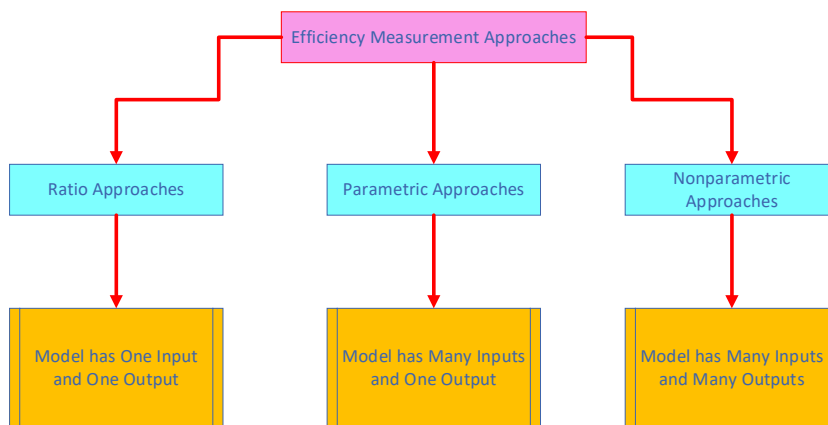 Efficiency Measurement Approaches
Ratio Approaches
Parametric Approaches
Nonparametric
Approaches
Model has One Input
and One Output
Model has Many Inputs
and One Output
Model has Many Inputs
and Many Outputs